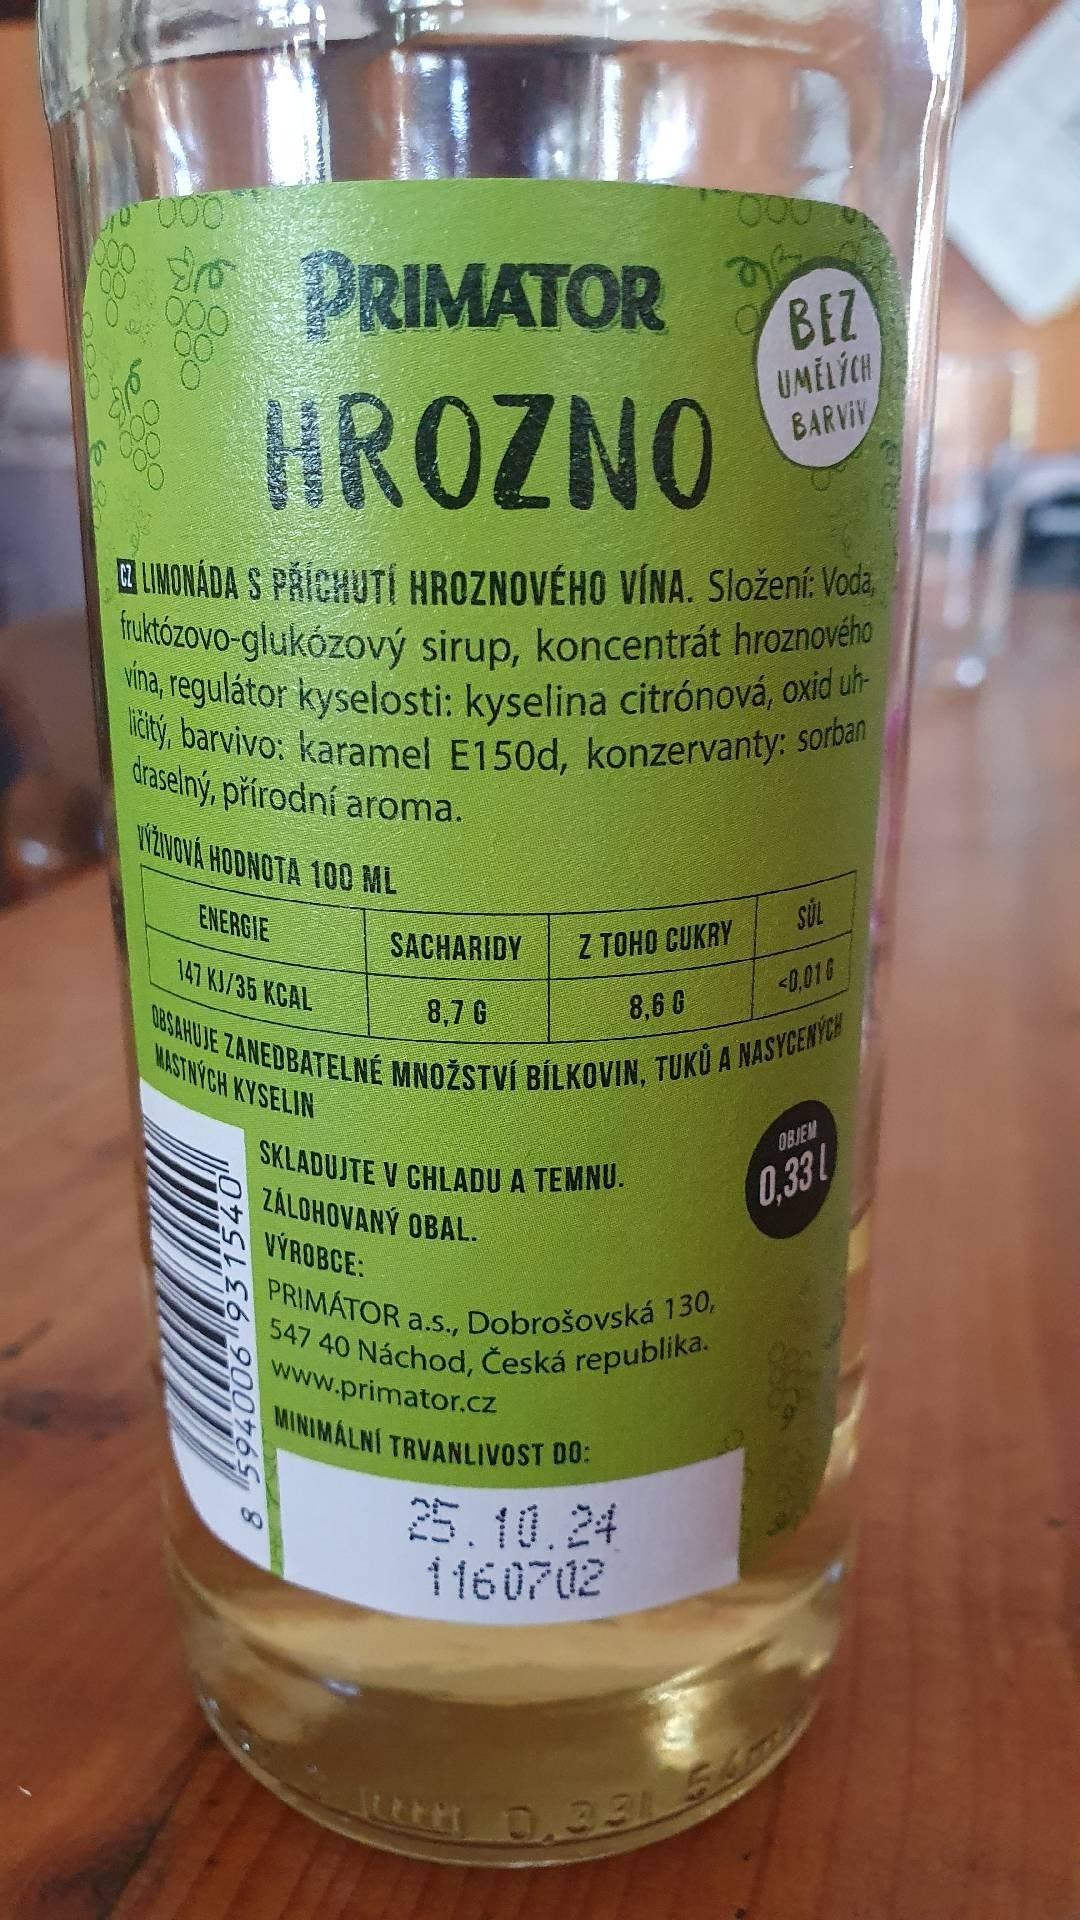 PRIMATOR
HROZNO
BEZ
UMĚLÝCH
BARVIV
CZ LIMONÁDA S PŘÍCHUTÍ HROZNOVÉHO VÍNA. Složení: Voda,
fruktózovo-glukózový sirup, koncentrát hroznového
vína, regulátor kyselosti: kyselina citrónová, oxid uh-
ličitý, barvivo: karamel E150d, konzervanty: sorban
draselný, přírodní aroma.
VÝŽIVOVÁ HODNOTA 100 ML
ENERGIE SACHARIDY Z TOHO CUKRY SŮL
147 KJ/35 KCAL 8,7 G 8,6 G <0,01 G
OBSAHUJE ZANEDBATELNÉ MNOŽSTVÍ BÍLKOVIN, TUKŮ A NASYCENÝCH
MASTNÝCH KYSELIN
SKLADUJTE V CHLADU A TEMNU.
ZÁLOHOVANÝ OBAL.
VÝROBCE:
PRIMÁTOR a.s., Dobrošovská 130,
547 40 Náchod, Česká republika.
www.primator.cz
MINIMÁLNÍ TRVANLIVOST DO:
25.10.24
1160702
OBJEM
0,33 L
8 594006 931540
0,33l